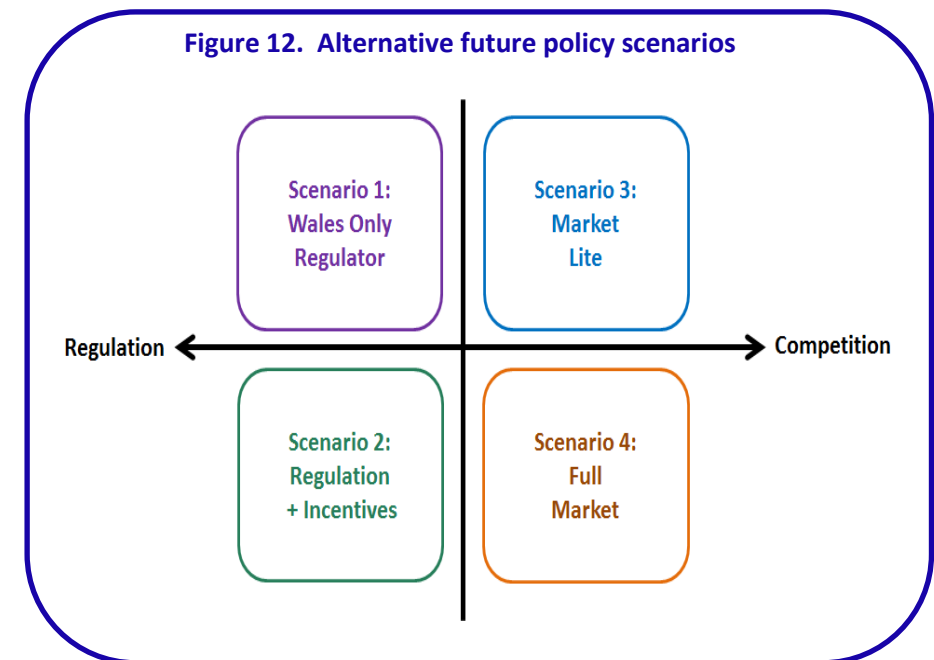 Figure 12.  Alternative future policy scenarios
Scenario 1:
Wales Only
Regulator
Scenario 3:
Market
Lite
Regulation
Competition
Scenario 2:
Regulation
+ Incentives
Scenario 4:
Full
Market